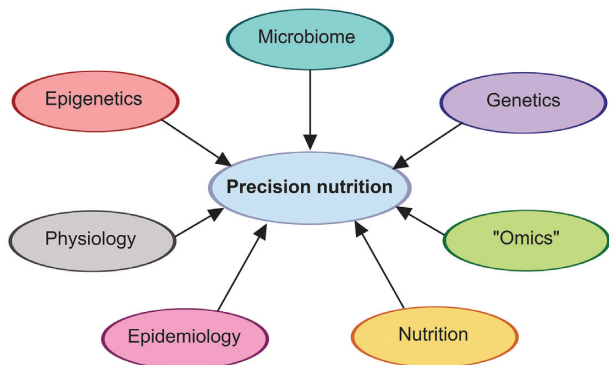 Microbiome
Epigenetics
Genetics
Precision nutrition
Physiology
"Omics"
Epidemiology
Nutrition